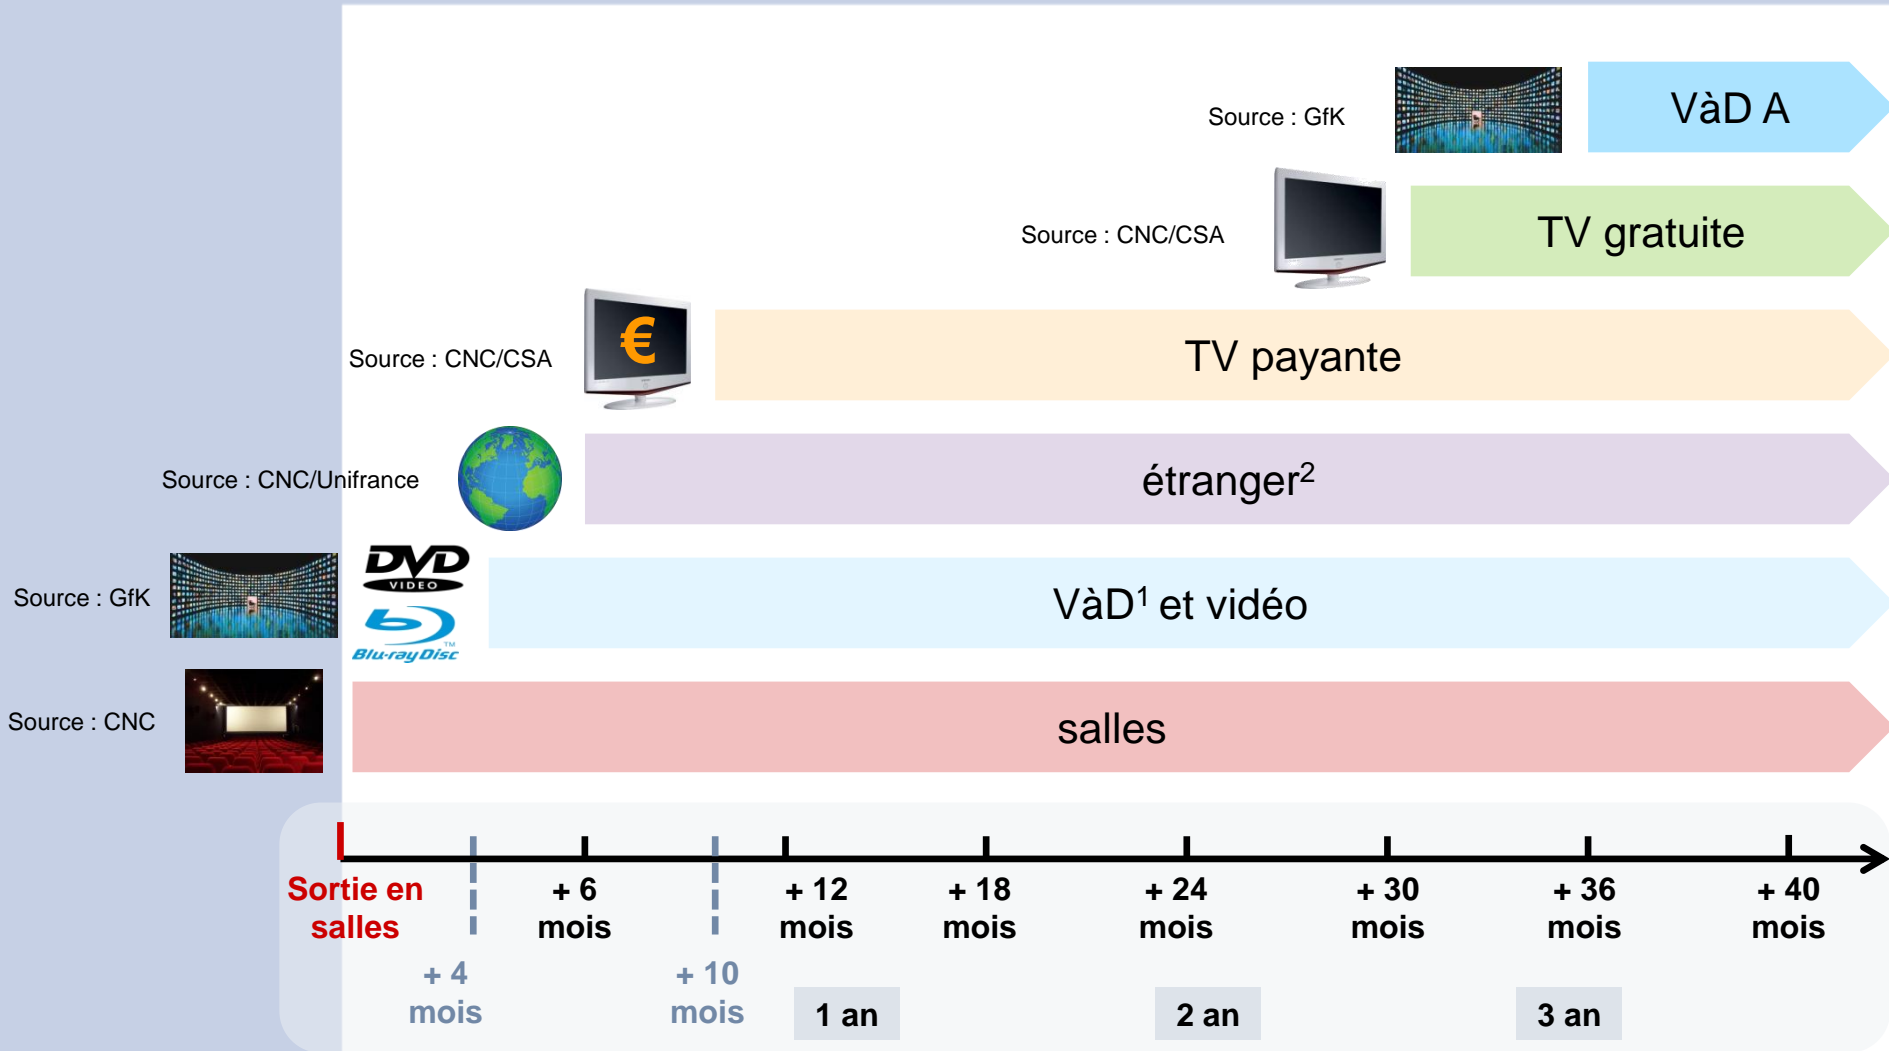 Source : GfK
VàD A
Source : CNC/CSA
TV gratuite
Source : CNC/CSA
€
TV payante
Source : CNC/Unifrance
étranger²
Source : GfK
DVD
VIDEO
Blu-ray Disc
TM
VàD¹ et vidéo
Source : CNC
salles
Sortie en
salles
+ 4
mois
+ 6
mois
+ 10
mois
+ 12
mois
+ 18
mois
+ 24
mois
+ 30
mois
+ 36
mois
+ 40
mois
1 an
2 an
3 an